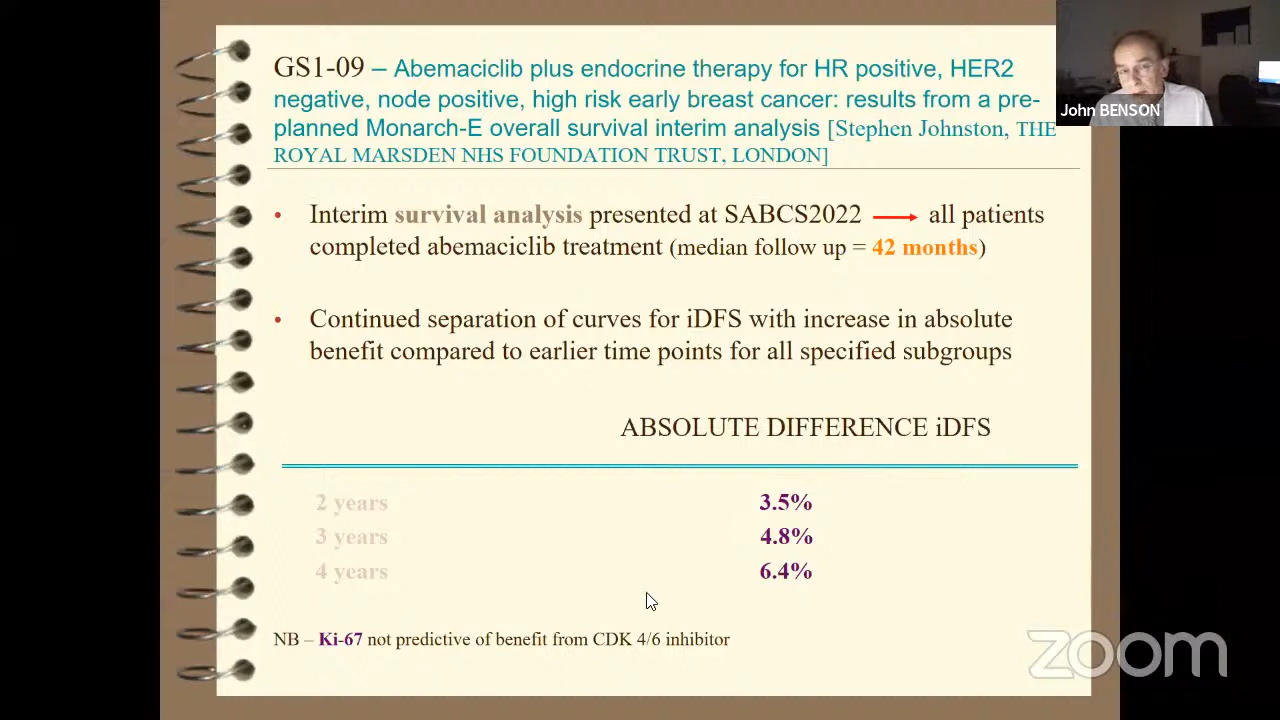 GS1-09 – Abemaciclib plus endocrine therapy for HR positive, HER2
negative, node positive, high risk early breast cancer: results from a pre-
planned Monarch-E overall survival interim analysis [Stephen Johnston, THE
ROYAL MARSDEN NHS FOUNDATION TRUST, LONDON]
John BENSON
• Interim survival analysis presented at SABCS2022 → all patients
completed abemaciclib treatment (median follow up = 42 months)
• Continued separation of curves for iDFS with increase in absolute
benefit compared to earlier time points for all specified subgroups
ABSOLUTE DIFFERENCE iDFS
2 years 3.5%
3 years 4.8%
4 years 6.4%
NB – Ki-67 not predictive of benefit from CDK 4/6 inhibitor
zoom